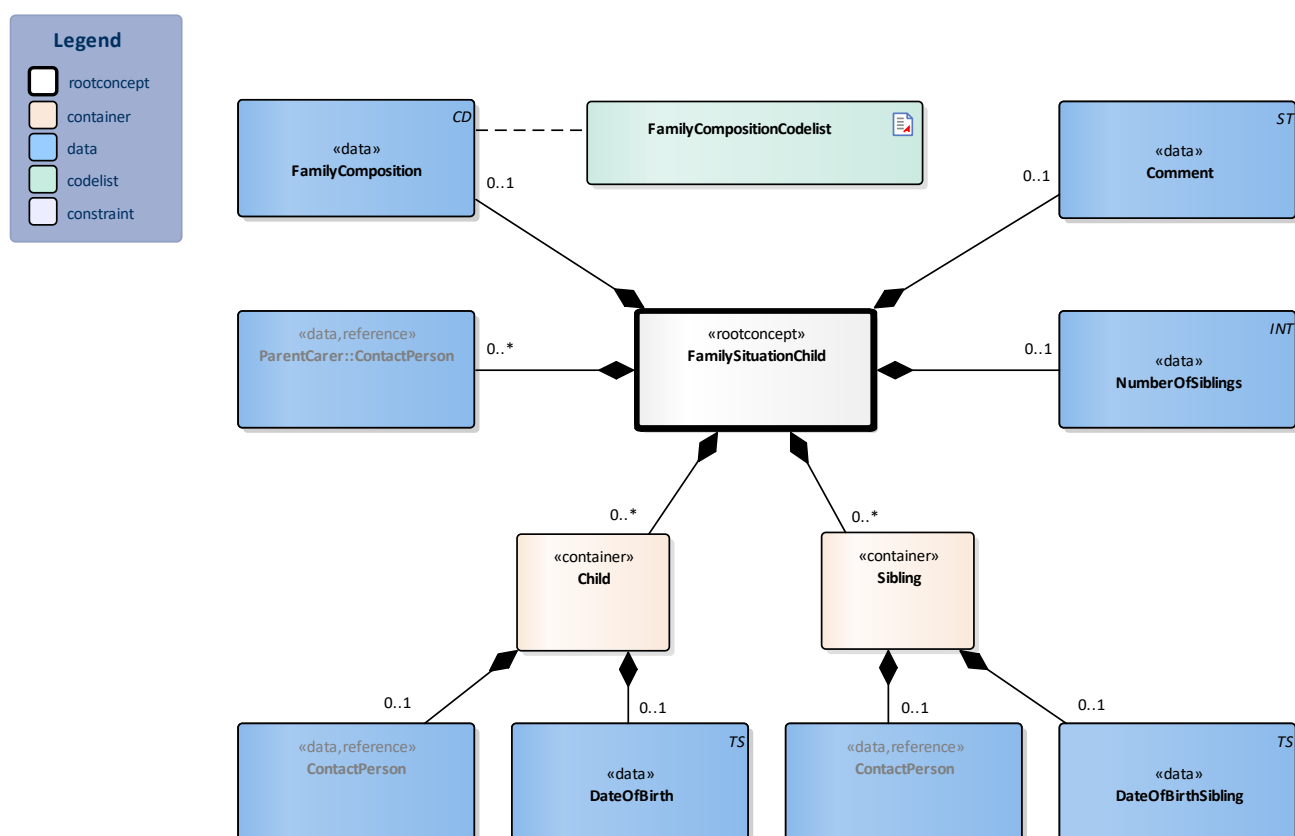 Legend
rootconcept
container
data
codelist
constraint
CD
«data»
FamilyComposition
0..1
FamilyCompositionCodelist
ST
«data»
Comment
0..1
«data,reference»
ParentCarer::ContactPerson
0..*
«rootconcept»
FamilySituationChild
INT
«data»
NumberOfSiblings
0..1
0..*
0..*
«container»
Child
«container»
Sibling
0..1
0..1
0..1
0..1
«data,reference»
ContactPerson
TS
«data»
DateOfBirth
«data,reference»
ContactPerson
TS
«data»
DateOfBirthSibling